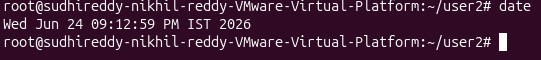 root@sudhireddy-nikhil-reddy-VMware-Virtual-Platform:~/user2# date
Wed Jun 24 09:12:59 PM IST 2026
root@sudhireddy-nikhil-reddy-VMware-Virtual-Platform:~/user2#